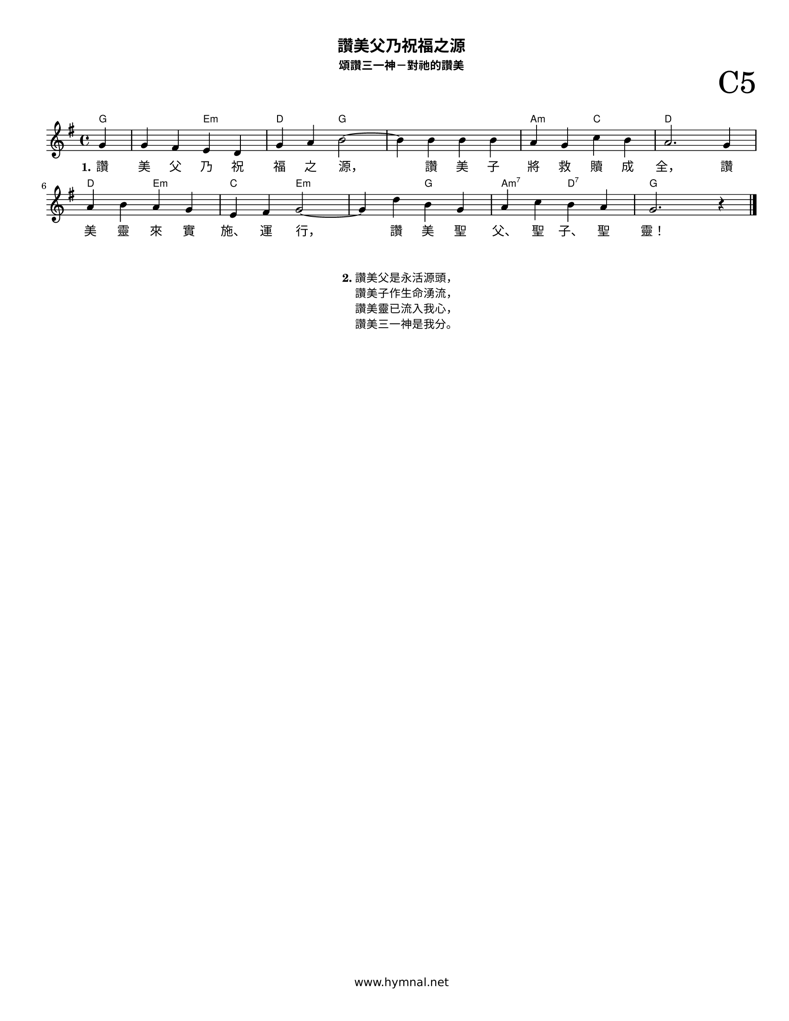 讚美父乃祝福之源
頌讚三一神－對祂的讚美
C5
G Em D G Am C D
1. 讚 美 父 乃 祝 福 之 源， 讚 美 子 將 救 贖 成 全， 讚
6 D Em C Em G Am7 D7 G
美 靈 來 實 施、 運 行， 讚 美 聖 父、 聖 子、 聖 靈！
2. 讚美父是永活源頭，
讚美子作生命湧流，
讚美靈已流入我心，
讚美三一神是我分。
www.hymnal.net